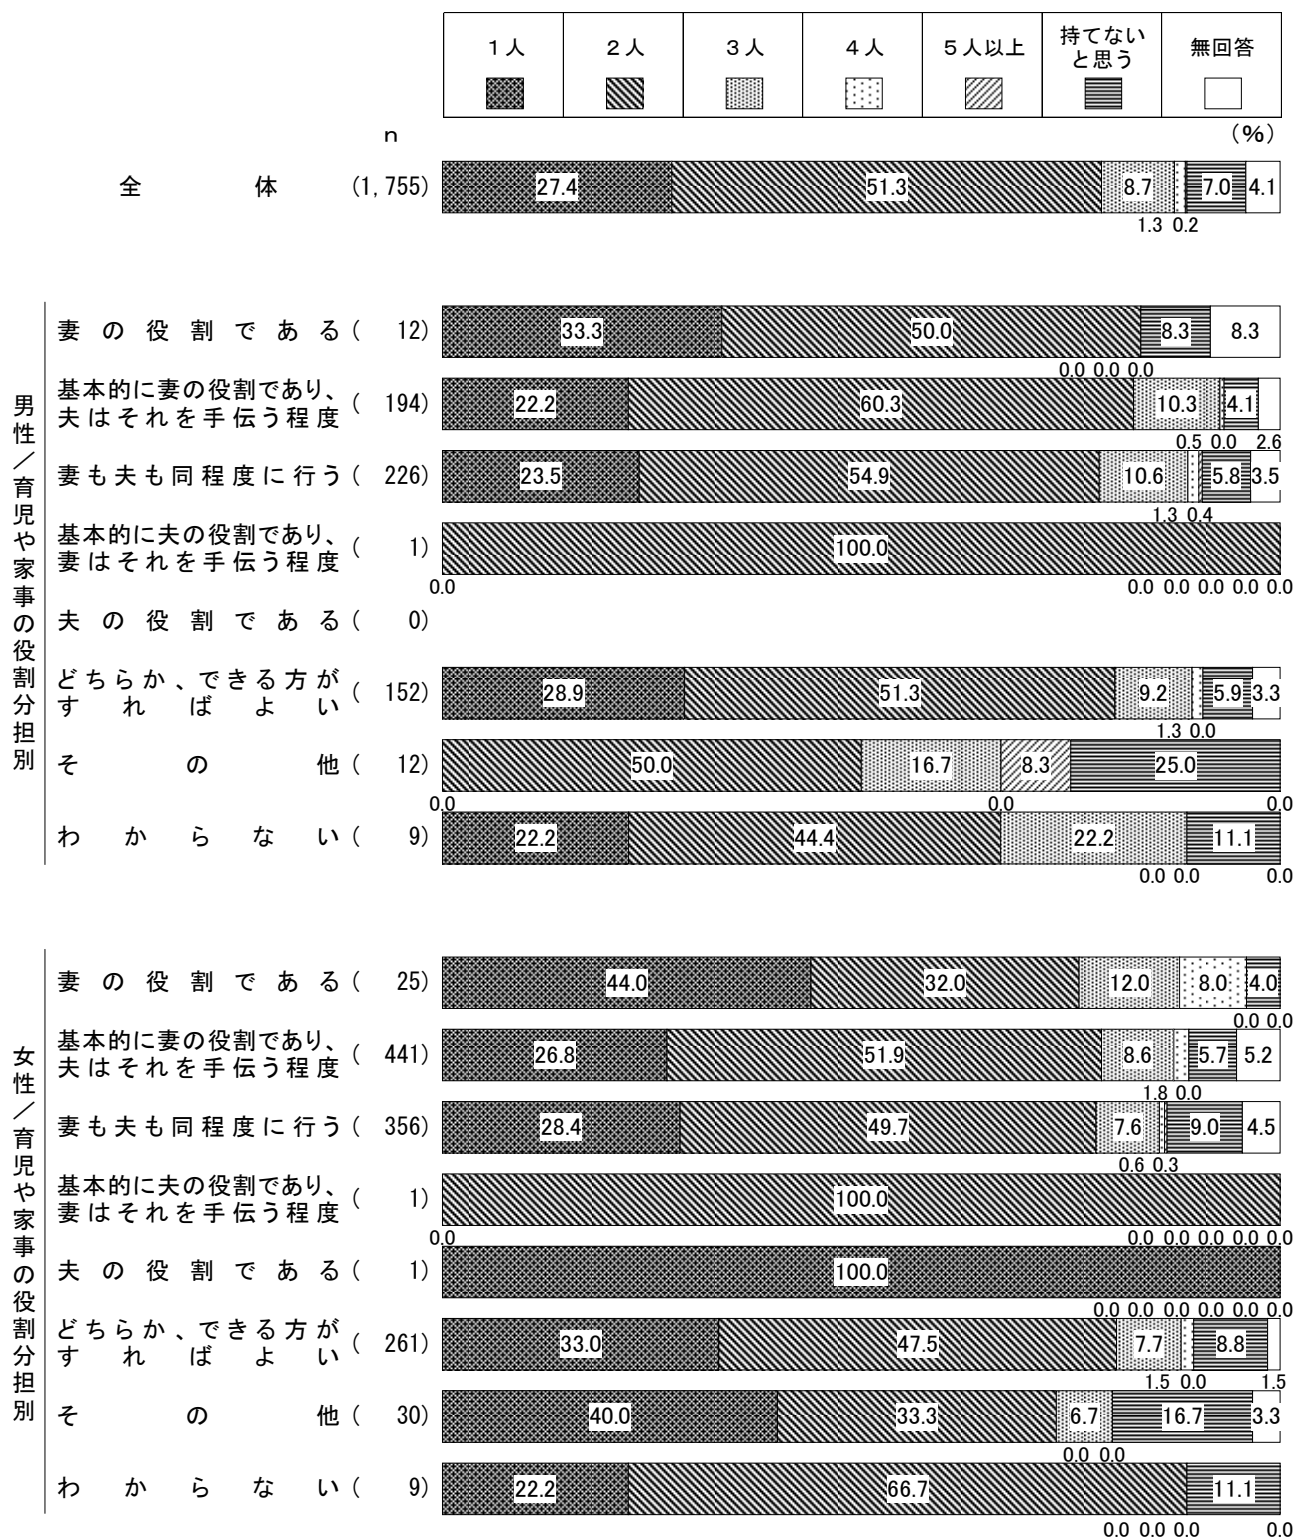 1人 2人 3人 4人 5人以上 持てない 無回答
と思う
n (%)
全体 (1,755) 27.4 51.3 8.7 7.0 4.1
1.3 0.2
男性/育児や家事の役割分担別
妻の役割である ( 12) 33.3 50.0 8.3 8.3
0.0 0.0 0.0
基本的に妻の役割であり、
夫はそれを手伝う程度 ( 194) 22.2 60.3 10.3 4.1
0.5 0.0 2.6
妻も夫も同程度に行う ( 226) 23.5 54.9 10.6 5.8 3.5
1.3 0.4
基本的に夫の役割であり、
妻はそれを手伝う程度 ( 1) 100.0
0.0 0.0 0.0 0.0 0.0 0.0
夫の役割である ( 0)
どちらか、できる方が
すればよい ( 152) 28.9 51.3 9.2 5.9 3.3
1.3 0.0
その他 ( 12) 50.0 16.7 8.3 25.0
0.0 0.0 0.0
わからない ( 9) 22.2 44.4 22.2 11.1
0.0 0.0 0.0
女性/育児や家事の役割分担別
妻の役割である ( 25) 44.0 32.0 12.0 8.0 4.0
0.0 0.0
基本的に妻の役割であり、
夫はそれを手伝う程度 ( 441) 26.8 51.9 8.6 5.7 5.2
1.8 0.0
妻も夫も同程度に行う ( 356) 28.4 49.7 7.6 9.0 4.5
0.6 0.3
基本的に夫の役割であり、
妻はそれを手伝う程度 ( 1) 100.0
0.0 0.0 0.0 0.0 0.0 0.0
夫の役割である ( 1) 100.0
0.0 0.0 0.0 0.0 0.0 0.0
どちらか、できる方が
すればよい ( 261) 33.0 47.5 7.7 8.8
1.5 0.0 1.5
その他 ( 30) 40.0 33.3 6.7 16.7 3.3
0.0 0.0
わからない ( 9) 22.2 66.7 11.1
0.0 0.0 0.0 0.0